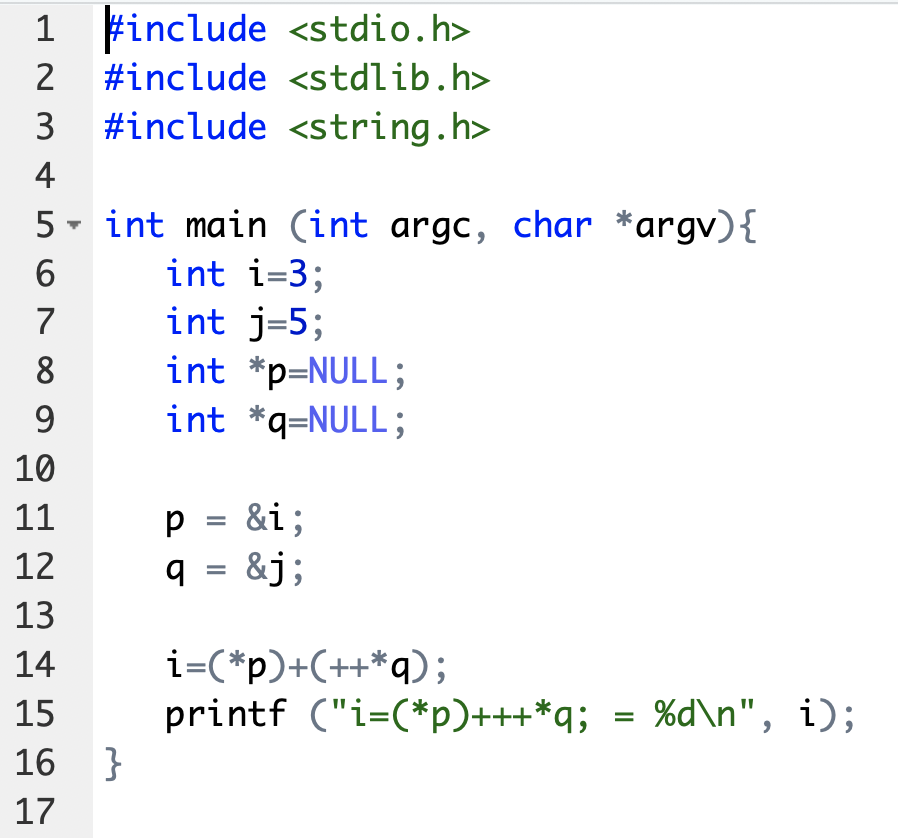 1 #include <stdio.h>
2 #include <stdlib.h>
3 #include <string.h>
4
5 int main (int argc, char *argv){
6    int i=3;
7    int j=5;
8    int *p=NULL;
9    int *q=NULL;
10
11    p = &i;
12    q = &j;
13
14    i=(*p)+(++*q);
15    printf ("i=(*p)+++*q; = %d\n", i);
16 }
17